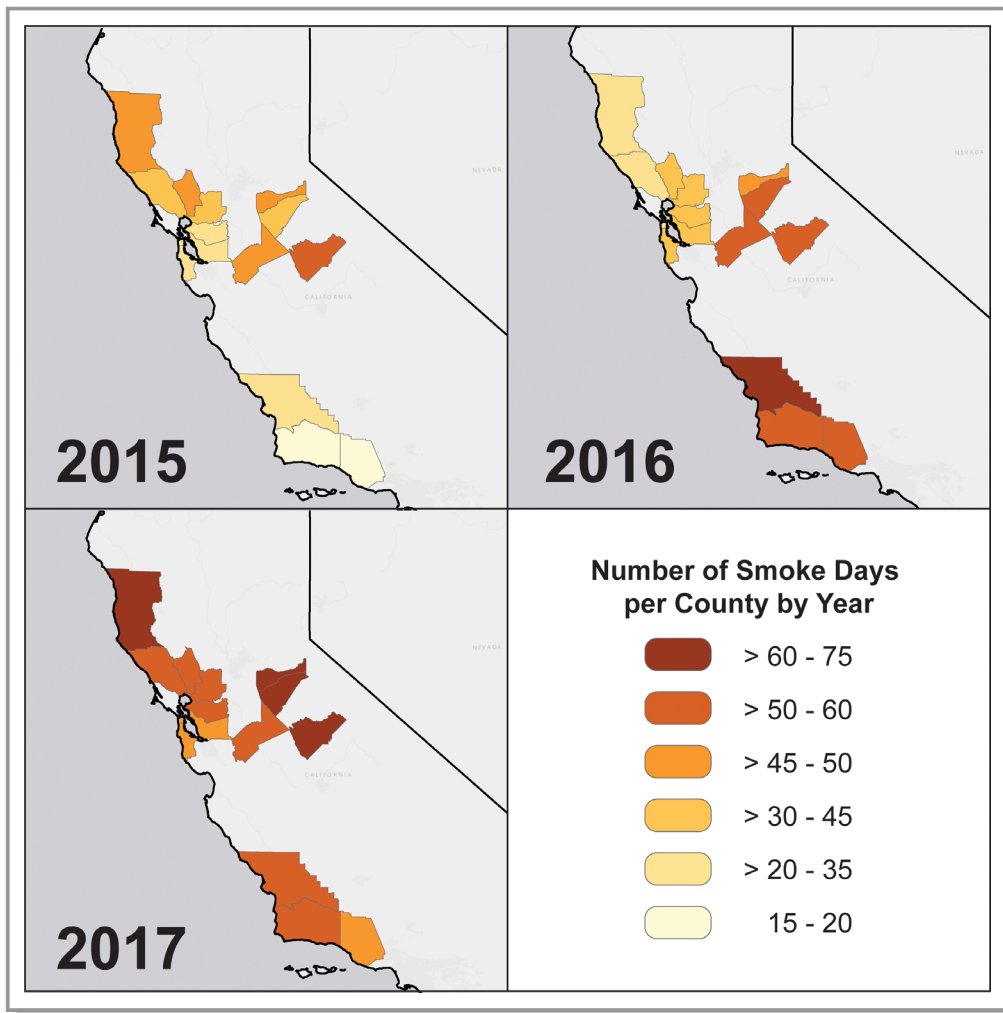 NEVADA
CALIFORNIA
2015
NEVADA
CALIFORNIA
2016
NEVADA
CALIFORNIA
2017
Number of Smoke Days
per County by Year
> 60 - 75
> 50 - 60
> 45 - 50
> 30 - 45
> 20 - 35
15 - 20